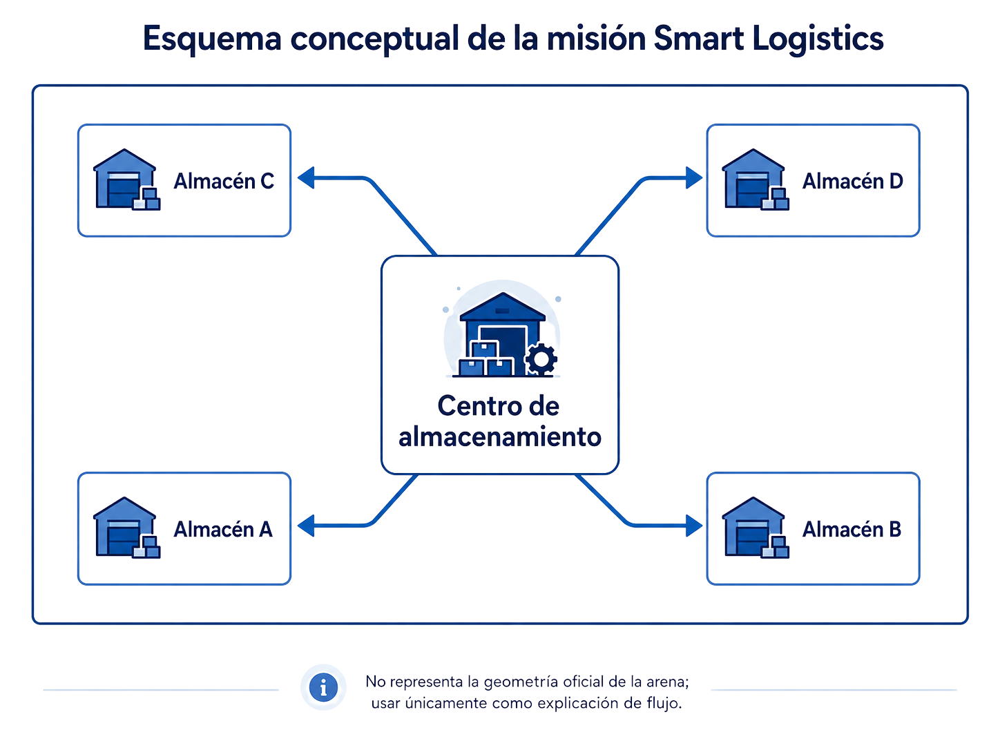 Esquema conceptual de la misión Smart Logistics
Almacén C
Almacén D
Centro de
almacenamiento
Almacén A
Almacén B
No representa la geometría oficial de la arena;
usar únicamente como explicación de flujo.